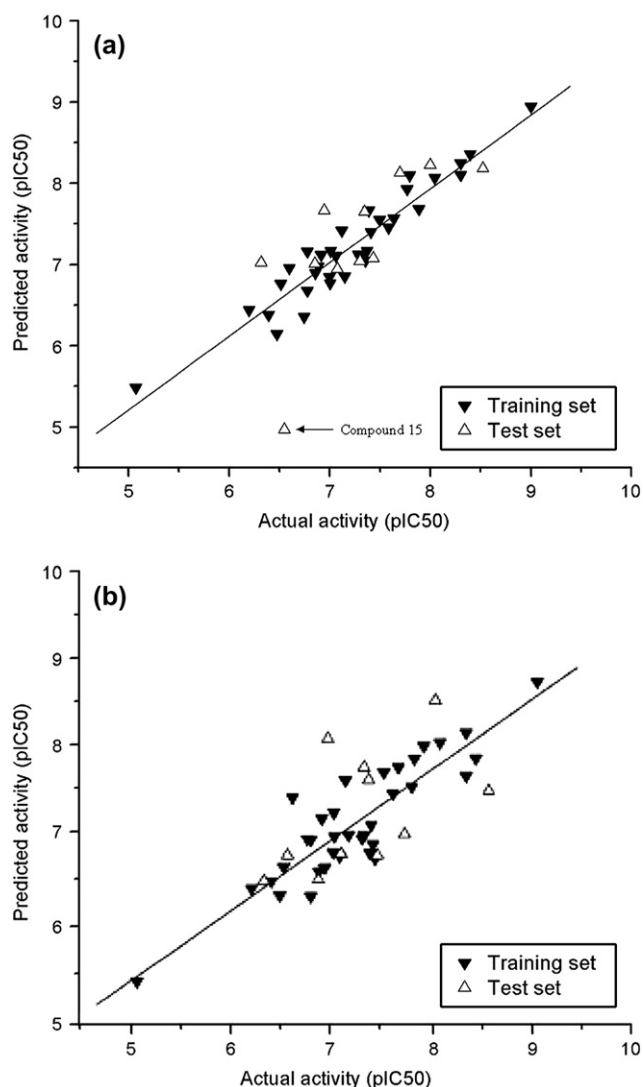 10
(a)
9
8
7
6
5
Predicted activity (pIC50)
Compound 15
Training set
Test set
5 6 7 8 9 10
Actual activity (pIC50)
10
(b)
9
8
7
6
5
Predicted activity (pIC50)
Training set
Test set
5 6 7 8 9 10
Actual activity (pIC50)